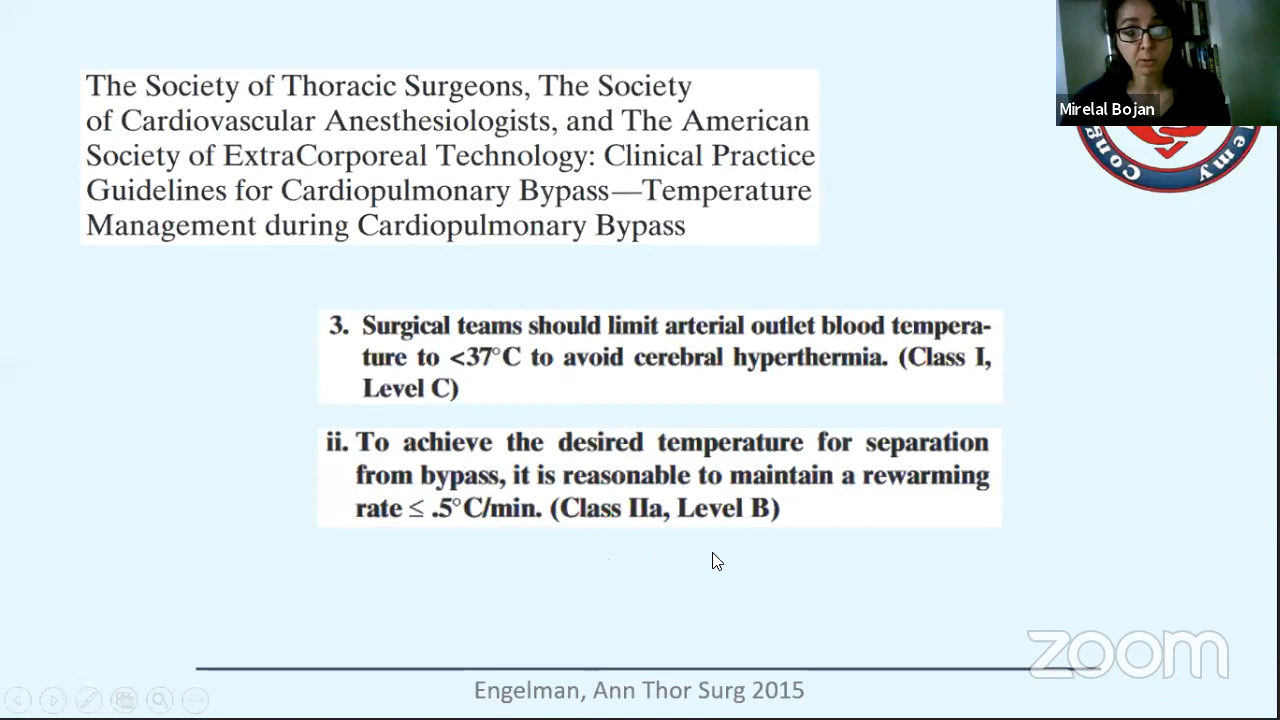 The Society of Thoracic Surgeons, The Society
of Cardiovascular Anesthesiologists, and The American
Society of ExtraCorporeal Technology: Clinical Practice
Guidelines for Cardiopulmonary Bypass—Temperature
Management during Cardiopulmonary Bypass
Mirelal Bojan
3. Surgical teams should limit arterial outlet blood tempera-
ture to <37°C to avoid cerebral hyperthermia. (Class I,
Level C)
ii. To achieve the desired temperature for separation
from bypass, it is reasonable to maintain a rewarming
rate ≤ .5°C/min. (Class IIa, Level B)
zoom
Engelman, Ann Thor Surg 2015